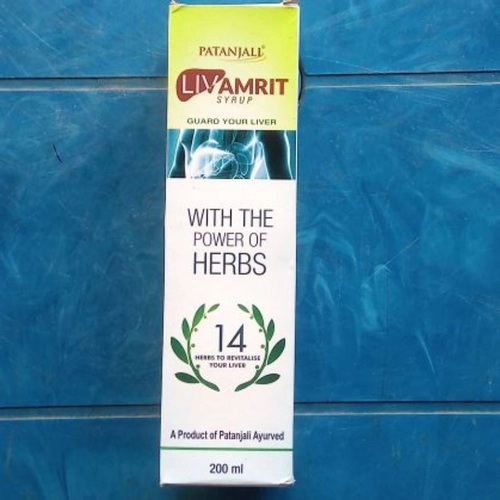 PATANJALI®
LIVAMRIT
SYRUP
GUARD YOUR LIVER
WITH THE
POWER OF
HERBS
14
HERBS TO REVITALISE
YOUR LIVER
A Product of Patanjali Ayurved
200 ml